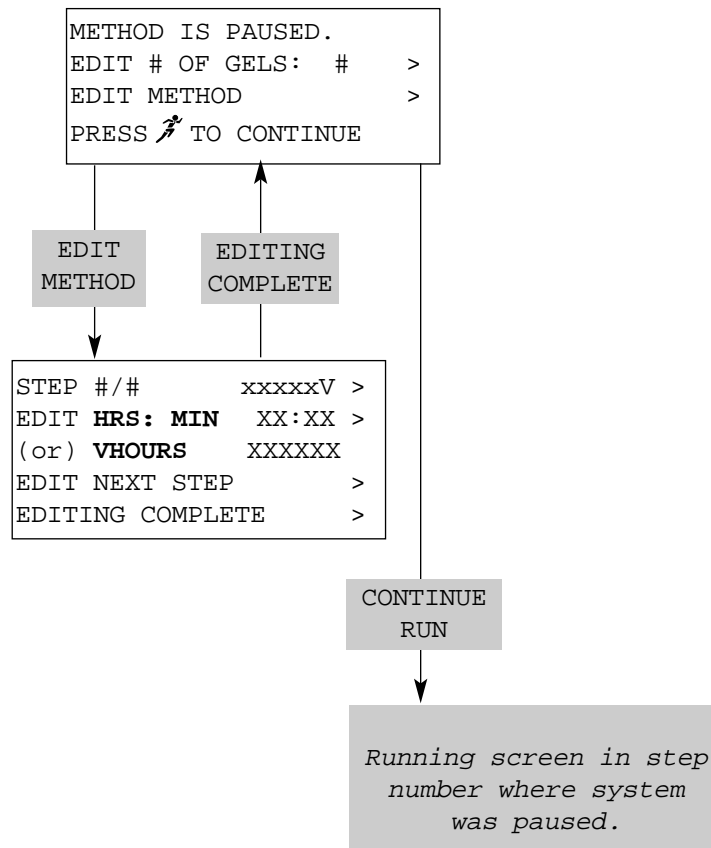 METHOD IS PAUSED.
EDIT # OF GELS: # >
EDIT METHOD >
PRESS TO CONTINUE
EDIT
METHOD
EDITING
COMPLETE
STEP #/# xxxxxV >
EDIT HRS: MIN XX:XX >
(or) VHOURS XXXXXX
EDIT NEXT STEP >
EDITING COMPLETE >
CONTINUE
RUN
Running screen in step
number where system
was paused.